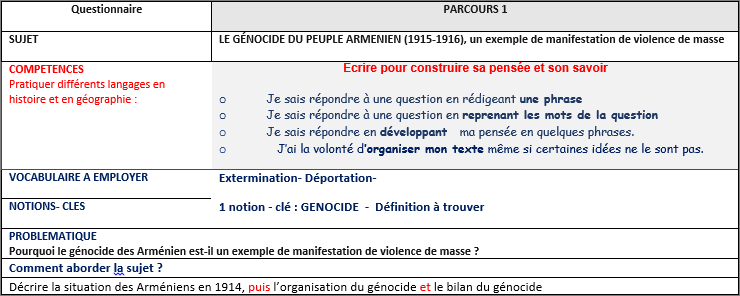 Questionnaire PARCOURS 1
SUJET LE GÉNOCIDE DU PEUPLE ARMENIEN (1915-1916), un exemple de manifestation de violence de masse
COMPETENCES
Pratiquer différents langages en
histoire et en géographie :
Ecrire pour construire sa pensée et son savoir
o Je sais répondre à une question en rédigeant une phrase
o Je sais répondre à une question en reprenant les mots de la question
o Je sais répondre en développant ma pensée en quelques phrases.
o J'ai la volonté d'organiser mon texte même si certaines idées ne le sont pas.
VOCABULAIRE A EMPLOYER Extermination- Déportation-
NOTIONS- CLES 1 notion - clé : GENOCIDE - Définition à trouver
PROBLEMATIQUE
Pourquoi le génocide des Arménien est-il un exemple de manifestation de violence de masse ?
Comment aborder la sujet ?
Décrire la situation des Arméniens en 1914, puis l'organisation du génocide et le bilan du génocide